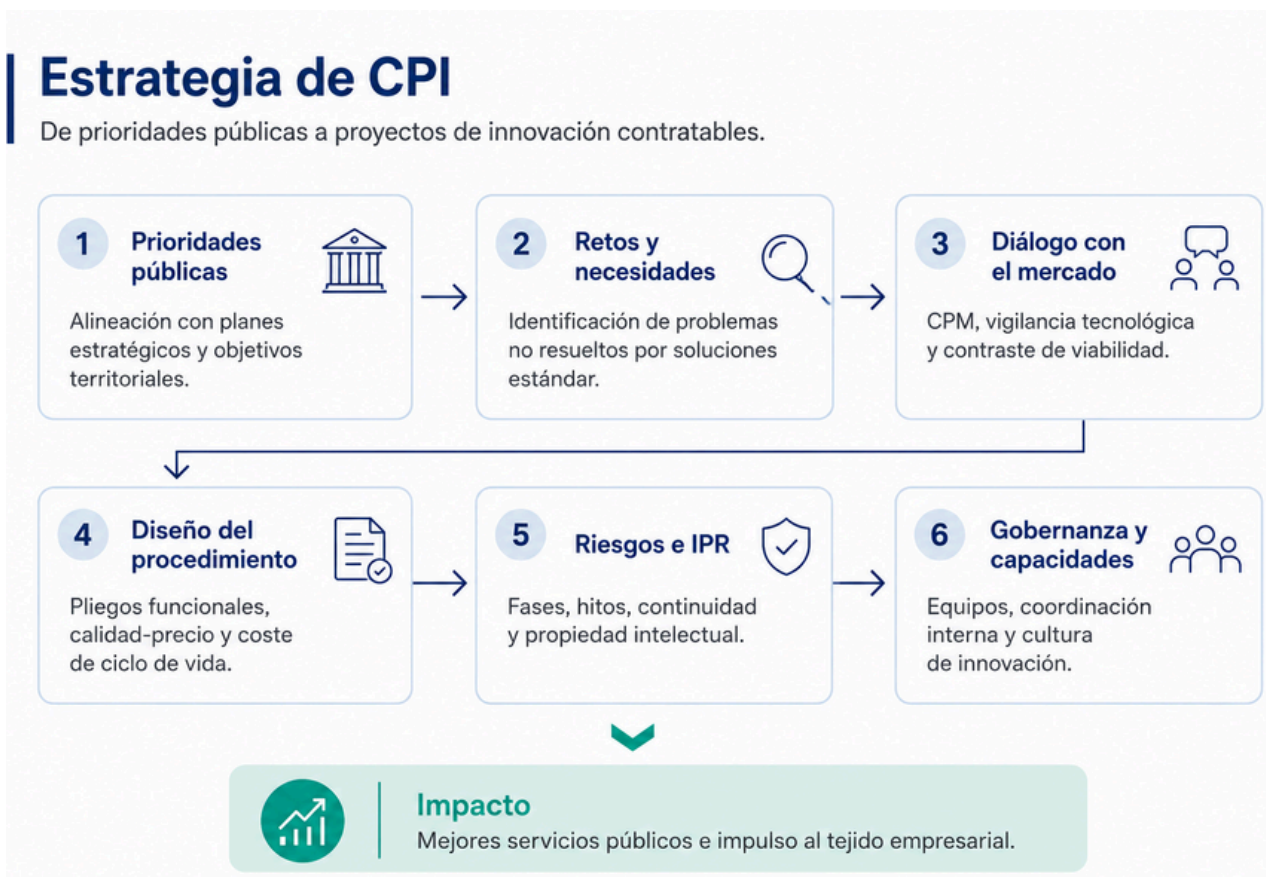 Estrategia de CPI
De prioridades públicas a proyectos de innovación contratables.
1
Prioridades
públicas
Alineación con planes
estratégicos y objetivos
territoriales.
2
Retos y
necesidades
Identificación de problemas
no resueltos por soluciones
estándar.
3
Diálogo con
el mercado
CPM, vigilancia tecnológica
y contraste de viabilidad.
4
Diseño del
procedimiento
Pliegos funcionales,
calidad-precio y coste
de ciclo de vida.
5
Riesgos e IPR
Fases, hitos, continuidad
y propiedad intelectual.
6
Gobernanza y
capacidades
Equipos, coordinación
interna y cultura
de innovación.
Impacto
Mejores servicios públicos e impulso al tejido empresarial.